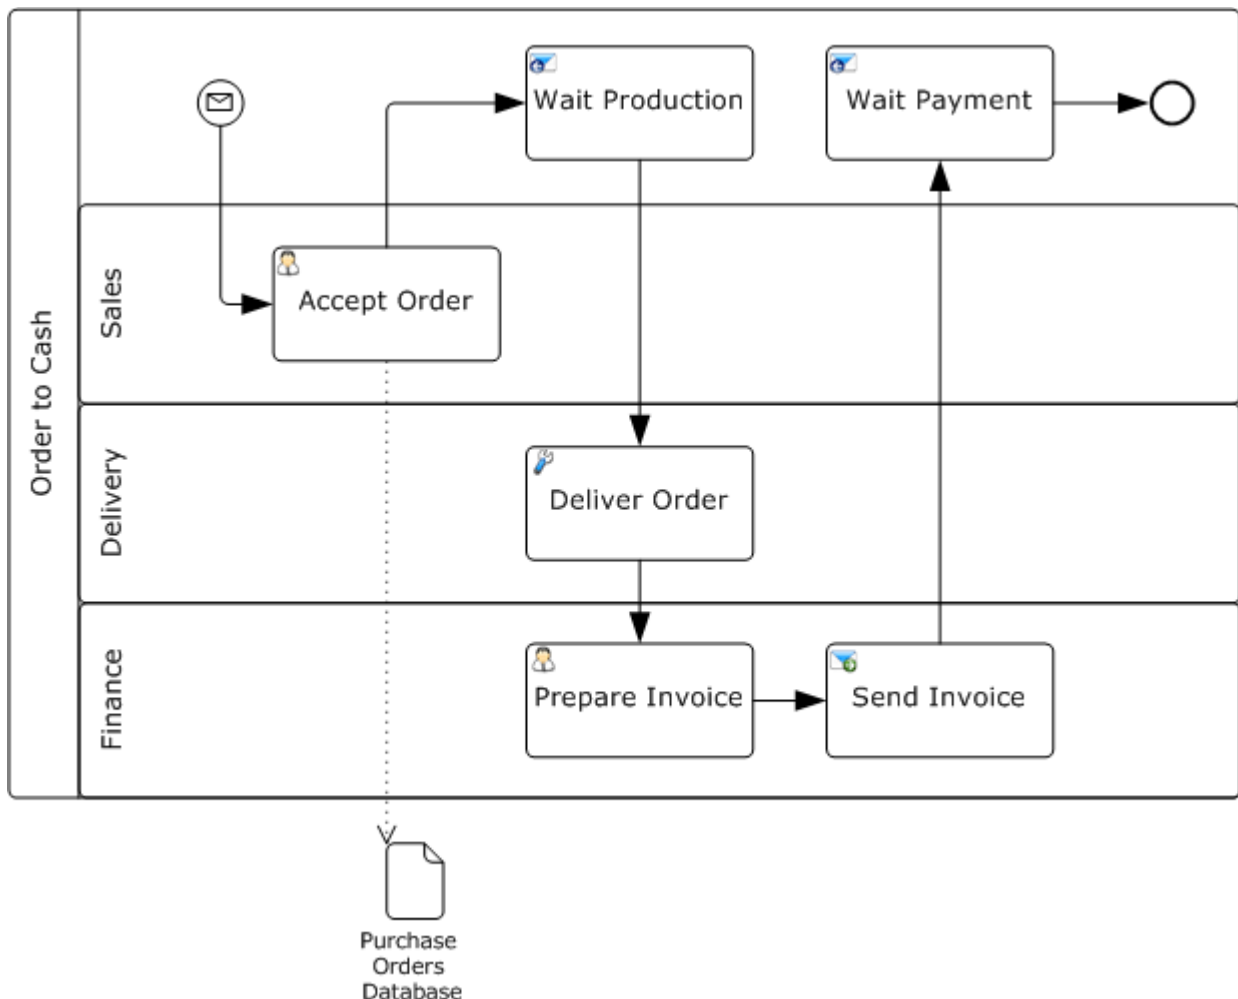 Order to Cash
Wait Production
Wait Payment
Sales
Accept Order
Delivery
Deliver Order
Finance
Prepare Invoice
Send Invoice
Purchase
Orders
Database